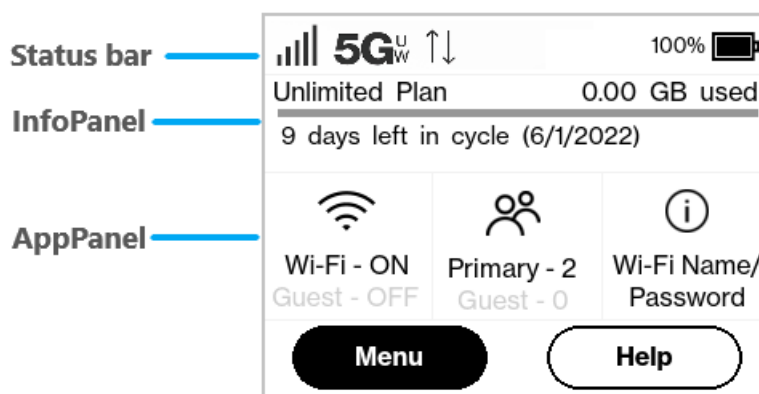 Status bar
5G UW 100%
InfoPanel
Unlimited Plan 0.00 GB used
9 days left in cycle (6/1/2022)
AppPanel
Wi-Fi - ON Primary - 2 Wi-Fi Name/
Guest - OFF Guest - 0 Password
Menu Help